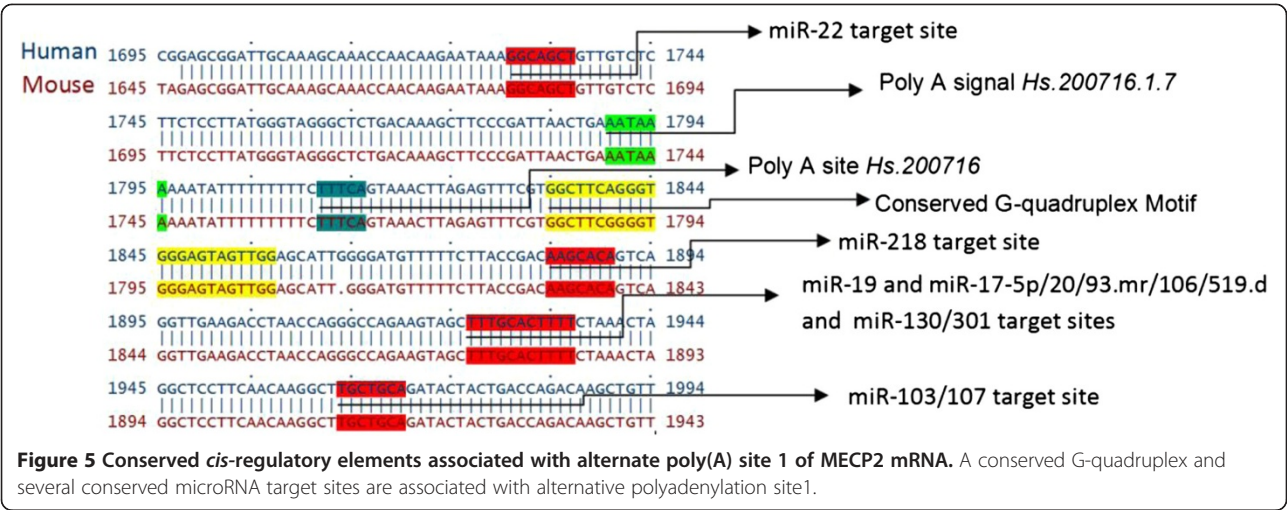 miR-22 target site
Human 1695 CGGAGCGGATTGCAAAGCAAACCAACAAGAATAAAGGCAGCTGTTGTCTC 1744
Mouse 1645 TAGAGCGGATTGCAAAGCAAACCAACAAGAATAAAGGCAGCTGTTGTCTC 1694
Poly A signal Hs.200716.1.7
1745 TTCTCCTTATGGGTAGGGCTCTGACAAAGCTTCCCGATTAACTGAAATAA 1794
1695 TTCTCCTTATGGGTAGGGCTCTGACAAAGCTTCCCGATTAACTGAAATAA 1744
Poly A site Hs.200716
1795 AAAATATTTTTTTTTCTTTCAGTAAACTTAGAGTTTCGTGGCTTCAGGGT 1844
1745 AAAATATTTTTTTTTCTTTCAGTAAACTTAGAGTTTCGTGGCTTCGGGGT 1794
Conserved G-quadruplex Motif
miR-218 target site
1845 GGGAGTAGTTGGAGCATTGGGGATGTTTTTCTTACCGACAAGCACAGTCA 1894
1795 GGGAGTAGTTGGAGCATT.GGGATGTTTTTCTTACCGACAAGCACAGTCA 1843
miR-19 and miR-17-5p/20/93.mr/106/519.d
and miR-130/301 target sites
1895 GGTTGAAGACCTAACCAGGGCCAGAAGTAGCTTTGCACTTTTCTAAACTA 1944
1844 GGTTGAAGACCTAACCAGGGCCAGAAGTAGCTTTGCACTTTTCTAAACTA 1893
1945 GGCTCCTTCAACAAGGCTTGCTGCAGATACTACTGACCAGACAAGCTGTT 1994
1894 GGCTCCTTCAACAAGGCTTGCTGCAGATACTACTGACCAGACAAGCTGTT 1943
miR-103/107 target site
Figure 5 Conserved cis-regulatory elements associated with alternate poly(A) site 1 of MECP2 mRNA. A conserved G-quadruplex and
several conserved microRNA target sites are associated with alternative polyadenylation site1.